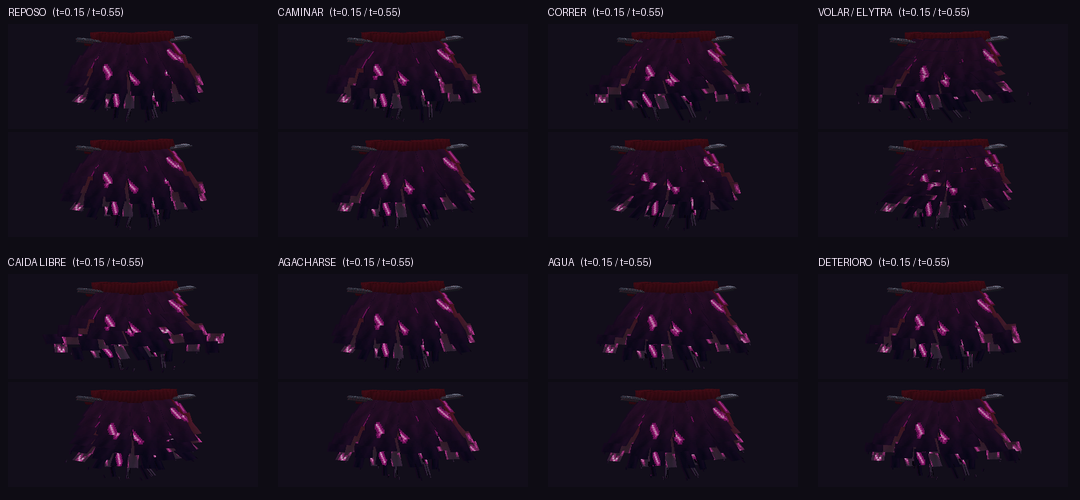 REPOSO (t=0.15 / t=0.55)
CAMINAR (t=0.15 / t=0.55)
CORRER (t=0.15 / t=0.55)
VOLAR / ELYTRA (t=0.15 / t=0.55)
CAIDA LIBRE (t=0.15 / t=0.55)
AGACHARSE (t=0.15 / t=0.55)
AGUA (t=0.15 / t=0.55)
DETERIORO (t=0.15 / t=0.55)